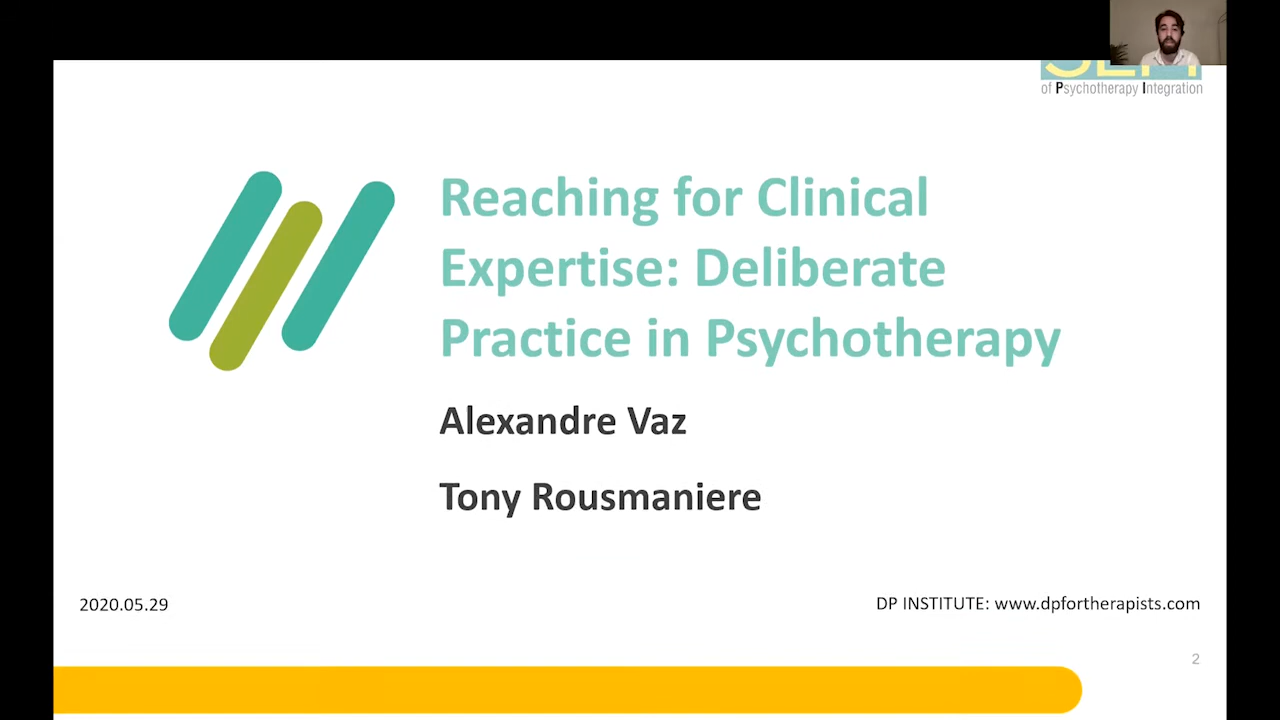 of Psychotherapy Integration
Reaching for Clinical
Expertise: Deliberate
Practice in Psychotherapy
Alexandre Vaz
Tony Rousmaniere
2020.05.29
DP INSTITUTE: www.dpfortherapists.com
2